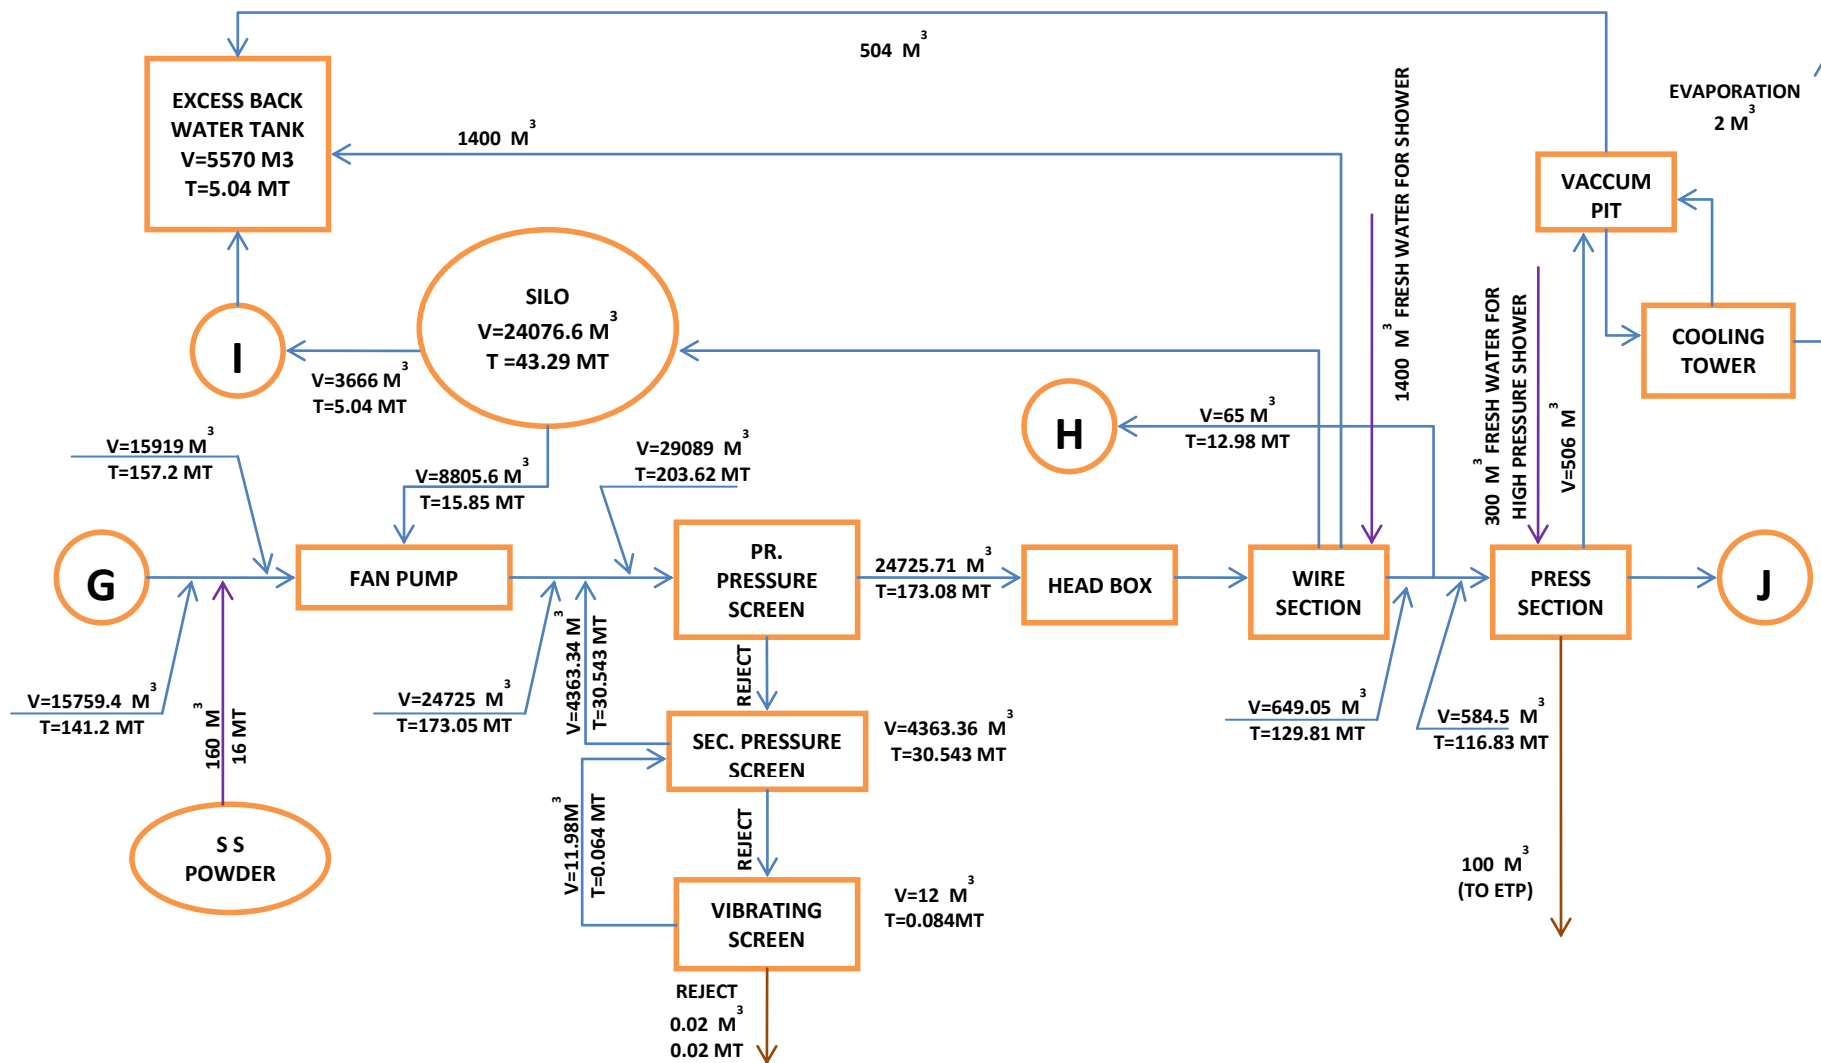 504 M³
EXCESS BACK
WATER TANK
V=5570 M3
T=5.04 MT
1400 M³
1400 M³ FRESH WATER FOR SHOWER
EVAPORATION
2 M³
VACCUM
PIT
SILO
V=24076.6 M³
T =43.29 MT
I
V=3666 M³
T=5.04 MT
COOLING
TOWER
300 M³ FRESH WATER FOR
HIGH PRESSURE SHOWER
V=506 M³
H
V=65 M³
T=12.98 MT
V=15919 M³
T=157.2 MT
V=8805.6 M³
T=15.85 MT
V=29089 M³
T=203.62 MT
G
FAN PUMP
PR.
PRESSURE
SCREEN
24725.71 M³
T=173.08 MT
HEAD BOX
WIRE
SECTION
PRESS
SECTION
J
V=15759.4 M³
T=141.2 MT
160 M³
16 MT
V=24725 M³
T=173.05 MT
V=4363.34 M³
T=30.543 MT
REJECT
V=649.05 M³
T=129.81 MT
V=584.5 M³
T=116.83 MT
SEC. PRESSURE
SCREEN
V=4363.36 M³
T=30.543 MT
S S
POWDER
V=11.98M³
T=0.064 MT
REJECT
VIBRATING
SCREEN
V=12 M³
T=0.084MT
100 M³
(TO ETP)
REJECT
0.02 M³
0.02 MT